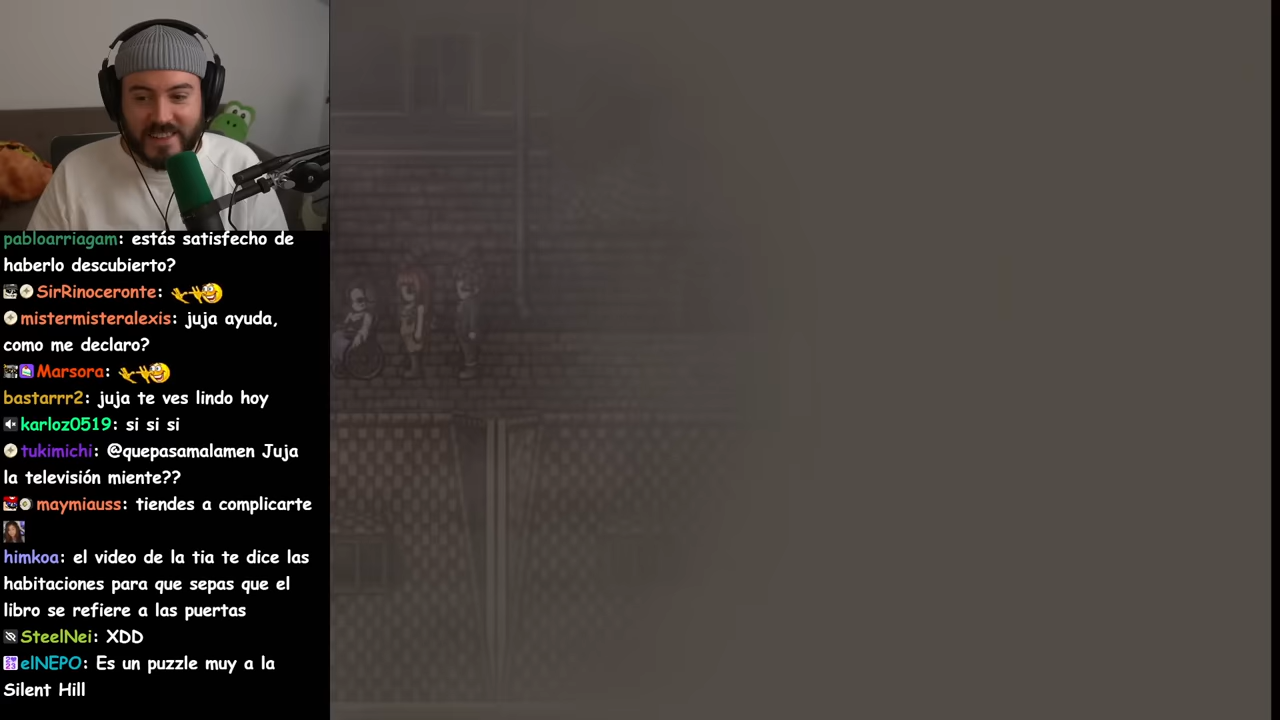 pabloarriagam: estás satisfecho de
haberlo descubierto?
SirRinoceronte:
mistermisteralexis: juja ayuda,
como me declaro?
Marsora:
bastarrr2: juja te ves lindo hoy
karloz0519: si si si
tukimichi: @quepasamalamen Juja
la televisión miente??
maymiauss: tiendes a complicarte
himkoa: el video de la tia te dice las
habitaciones para que sepas que el
libro se refiere a las puertas
SteelNei: XDD
elNEPO: Es un puzzle muy a la
Silent Hill